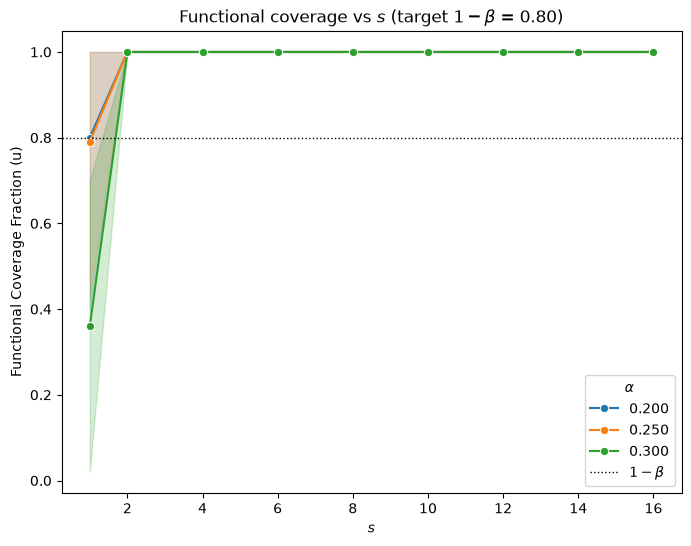 Functional coverage vs s (target 1 − β = 0.80)
Functional Coverage Fraction (u)
1.0
0.8
0.6
0.4
0.2
0.0
2 4 6 8 10 12 14 16
s
α
0.200
0.250
0.300
1 − β